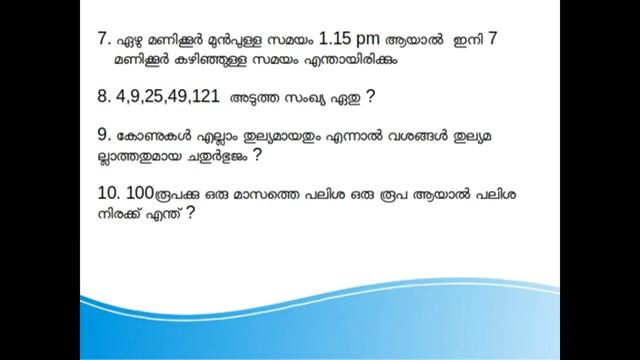 7. ഏഴു മണിക്കൂർ മുൻപുള്ള സമയം 1.15 pm ആയാൽ ഇനി 7
മണിക്കൂർ കഴിഞ്ഞുള്ള സമയം എന്തായിരിക്കും
8. 4,9,25,49,121 അടുത്ത സംഖ്യ ഏതു ?
9. കോണുകൾ എല്ലാം തുല്യമായതും എന്നാൽ വശങ്ങൾ തുല്യമ
ല്ലാത്തതുമായ ചതുർഭുജം ?
10. 100രൂപക്കു ഒരു മാസത്തെ പലിശ ഒരു രൂപ ആയാൽ പലിശ
നിരക്ക് എന്ത് ?